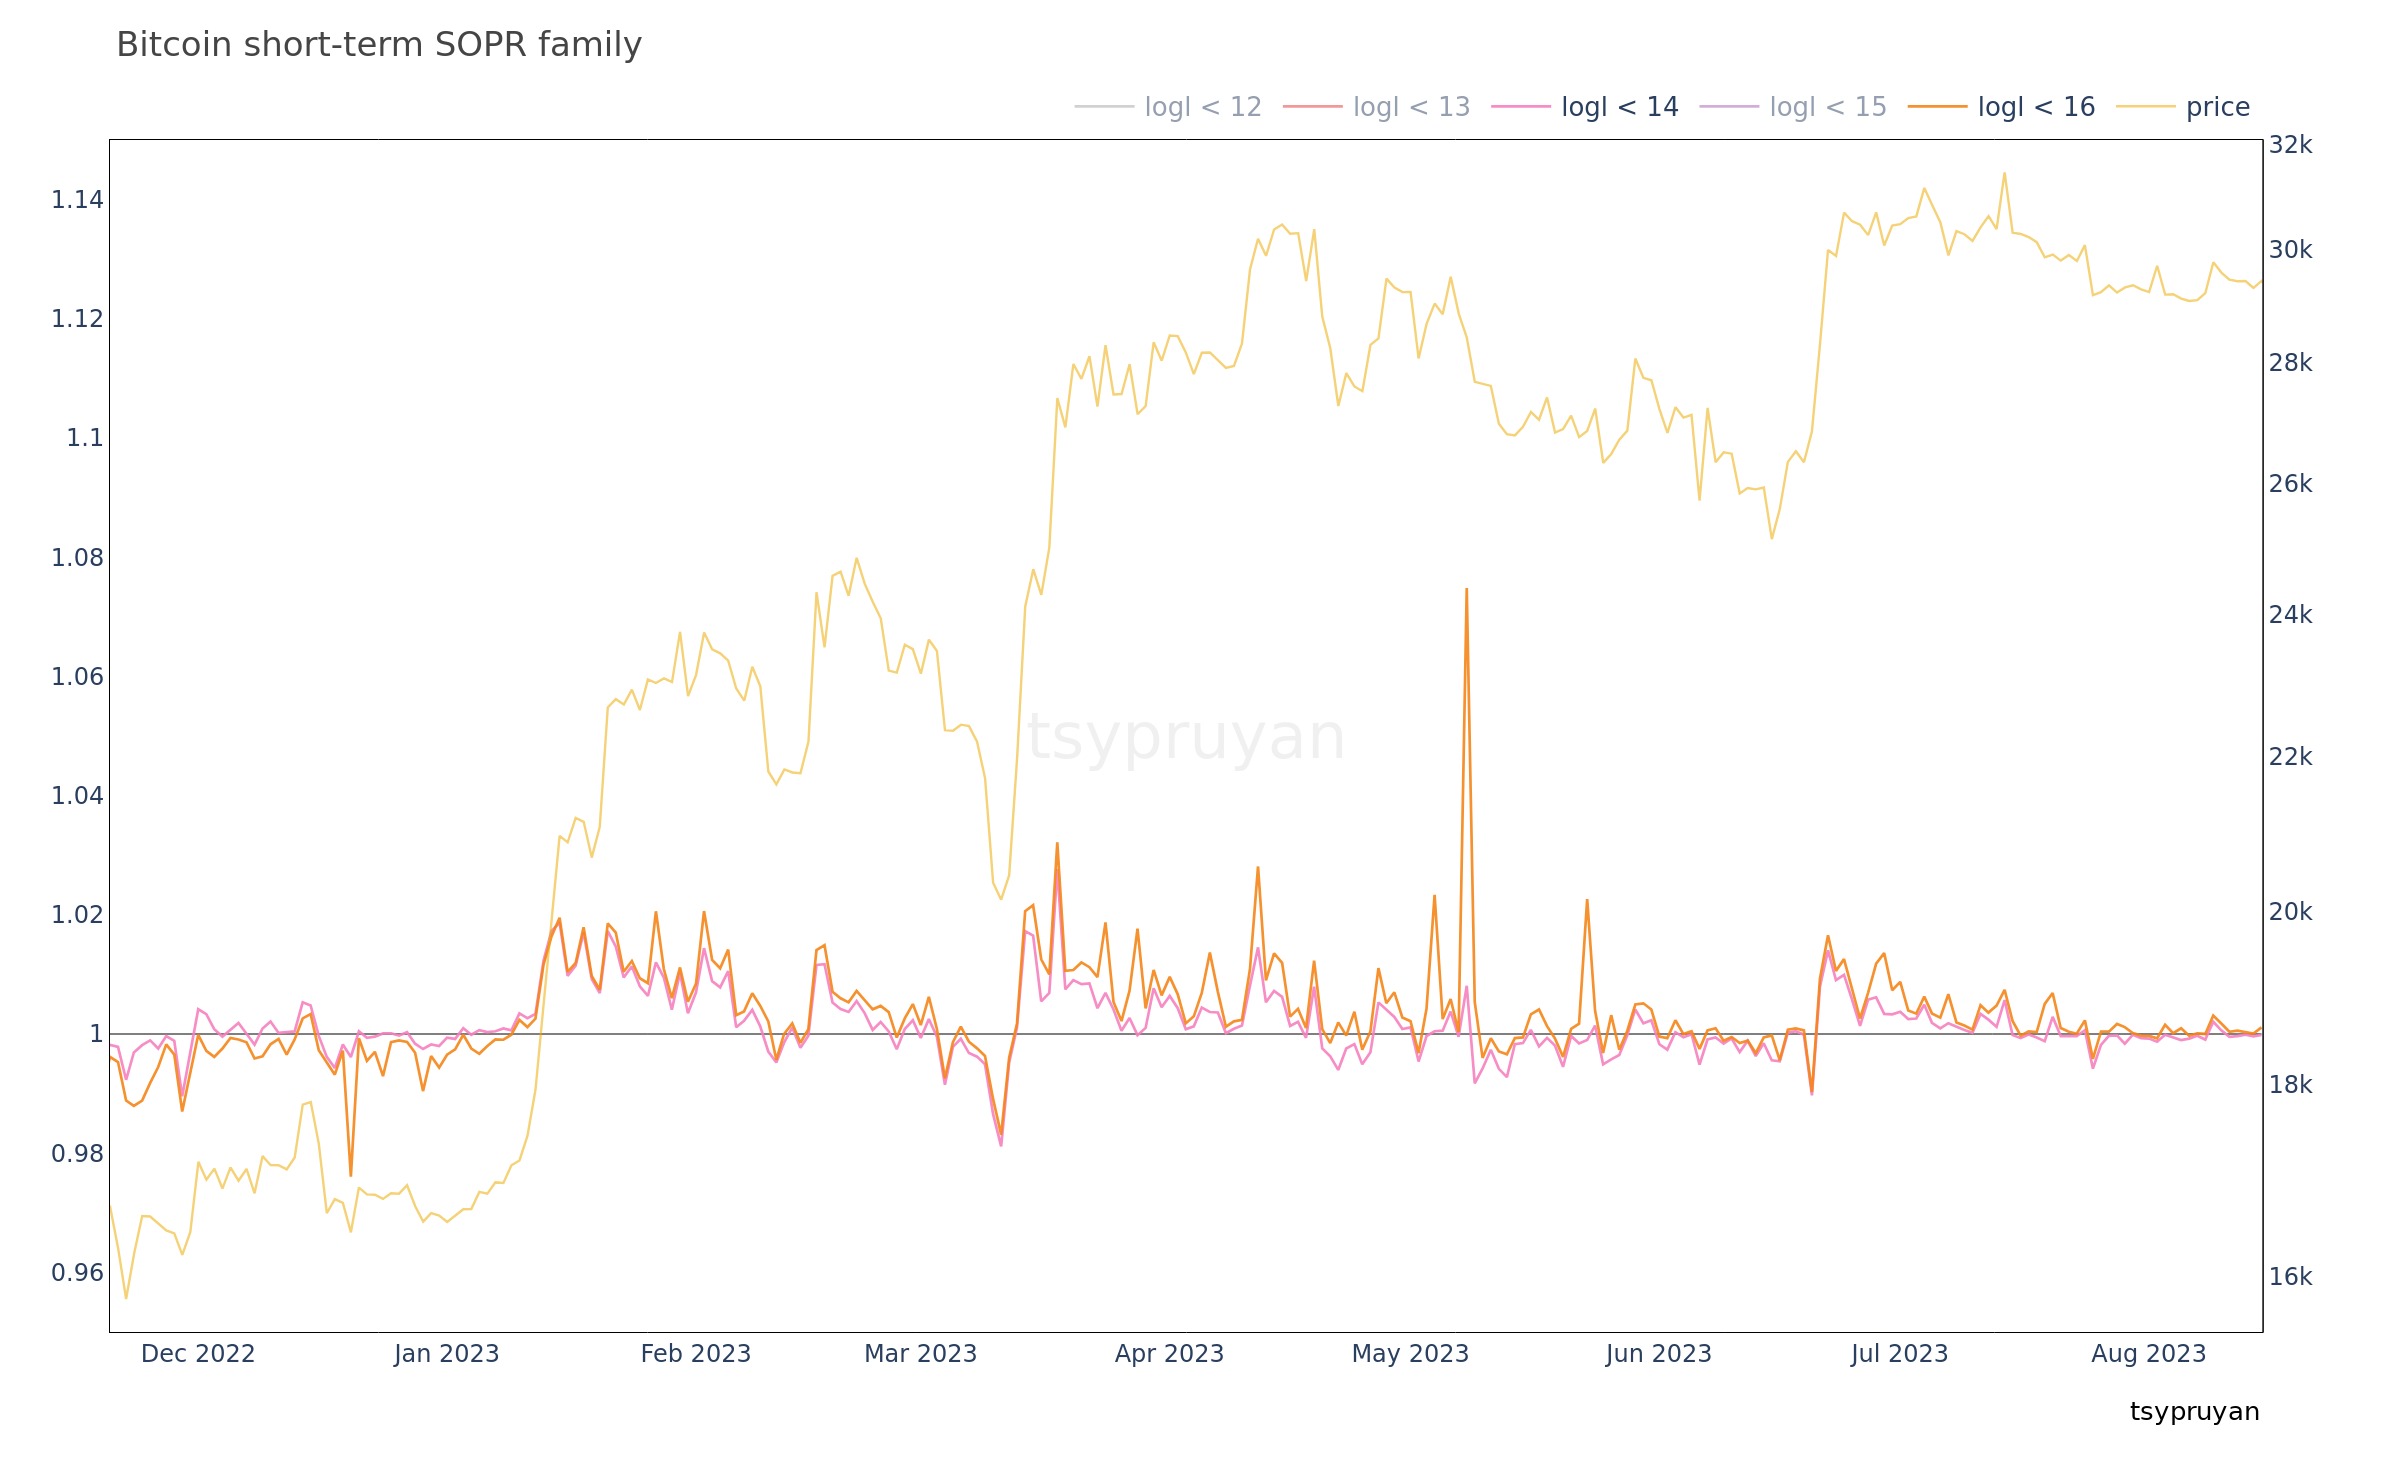 Bitcoin short-term SOPR family
logl < 12 logl < 13 logl < 14 logl < 15 logl < 16 price
1.14
1.12
1.1
1.08
1.06
1.04
1.02
1
0.98
0.96
32k
30k
28k
26k
24k
22k
20k
18k
16k
tsypruyan
Dec 2022 Jan 2023 Feb 2023 Mar 2023 Apr 2023 May 2023 Jun 2023 Jul 2023 Aug 2023
tsypruyan